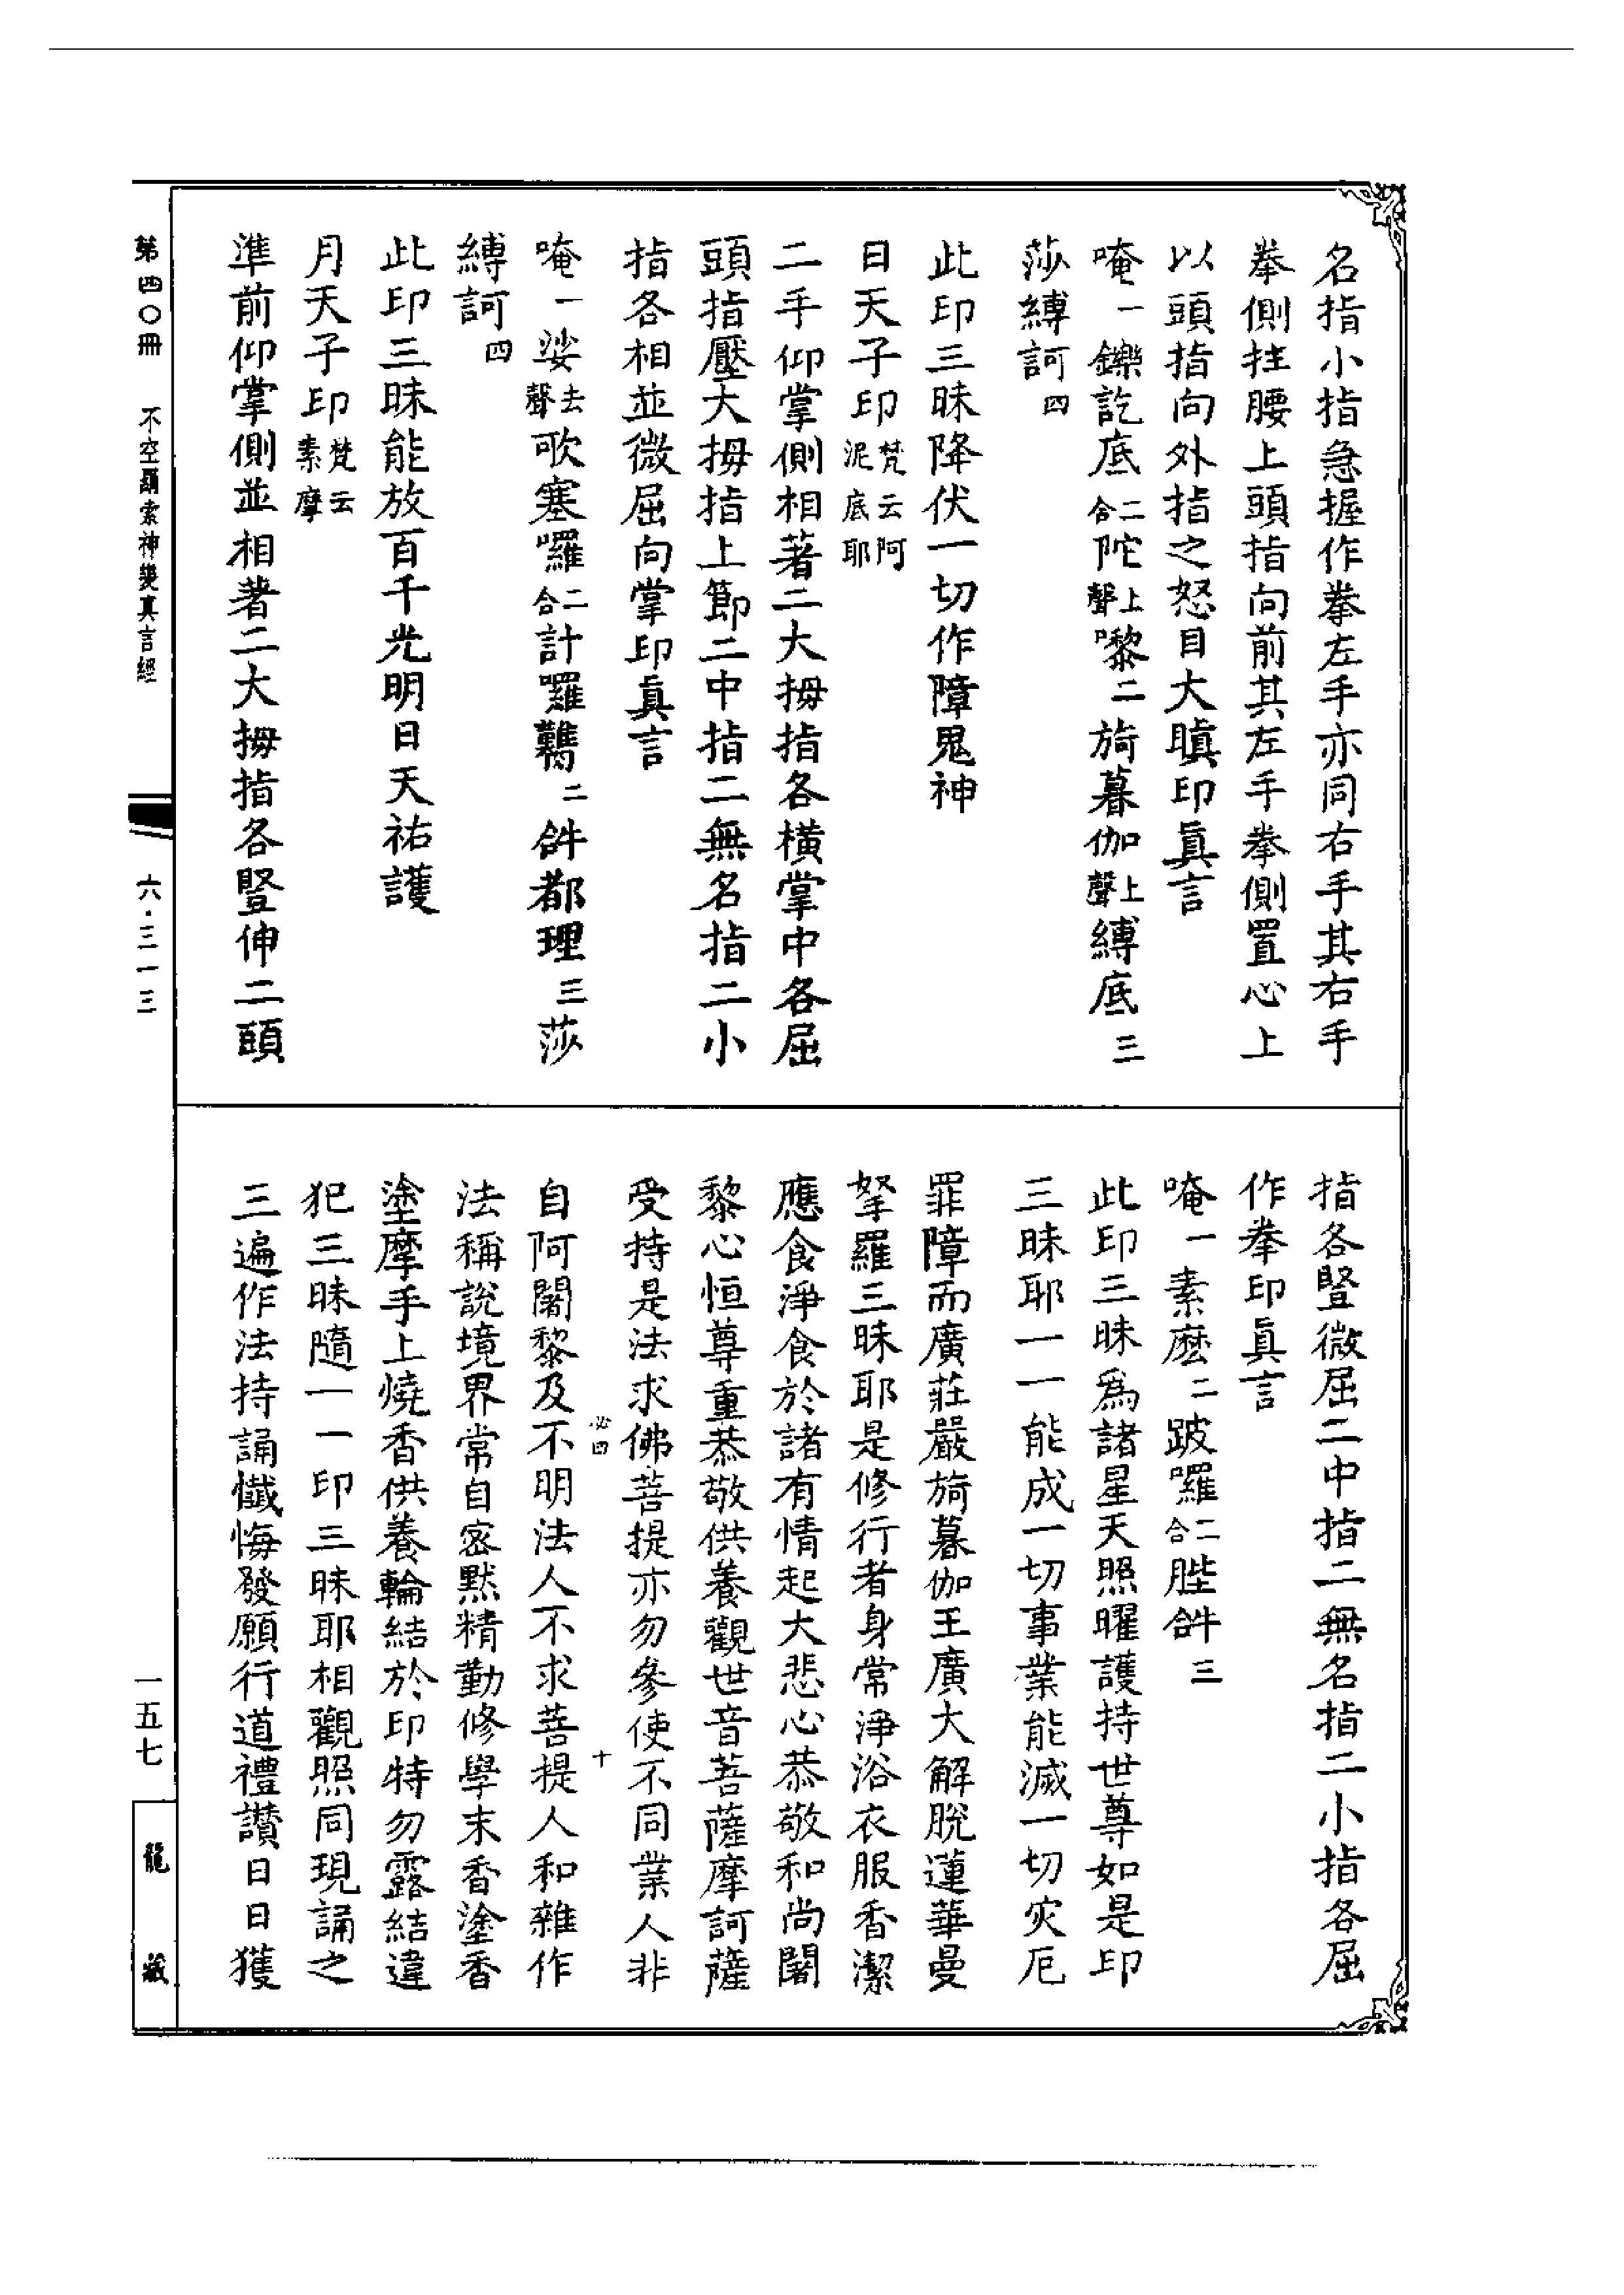 名指小指急握作拳左手亦同右手其右手
拳側拄腰上頭指向前其左手拳側置心上
以頭指向外指之怒目大瞋印眞言
唵一鑠訖底二合陀上聲㗚二旖暮伽上聲縛底三
莎縛訶四
此印三昧降伏一切作障鬼神
日天子印梵云阿泥底耶
二手仰掌側相著二大拇指各橫掌中各屈
頭指壓大拇指上節二中指二無名指二小
指各相並微屈向掌印眞言
唵一娑去聲歌塞囉二合計囉鷣二㪉都理三莎
縛訶四
此印三昧能放百千光明日天祐護
月天子印梵云素摩
準前仰掌側並相著二大拇指各豎伸二頭
指各豎微屈二中指二無名指二小指各屈
作拳印眞言
唵一素麽二跛囉二合陛㪉三
此印三昧爲諸星天照曜護持世尊如是印
三昧耶一一能成一切事業能滅一切灾厄
罪障而廣莊嚴旖暮伽王廣大解脫蓮華曼
拏羅三昧耶是修行者身常淨浴衣服香潔
應食淨食於諸有情起大悲心恭敬和尚闍
黎心恒尊重恭敬供養觀世音菩薩摩訶薩
受持是法求佛菩提亦勿參使不同業人非
自阿闍黎及不明法人不求菩提人和雜作
法稱說境界常自密默精勤修學末香塗香
塗摩手上燒香供養輪結於印特勿露結違
犯三昧隨一一印三昧耶相觀照同現誦之
三遍作法持誦懺悔發願行道禮讚日日獲
必四
十
第四〇冊 不空羂索神變真言經
六·三一三
一五七
龍藏